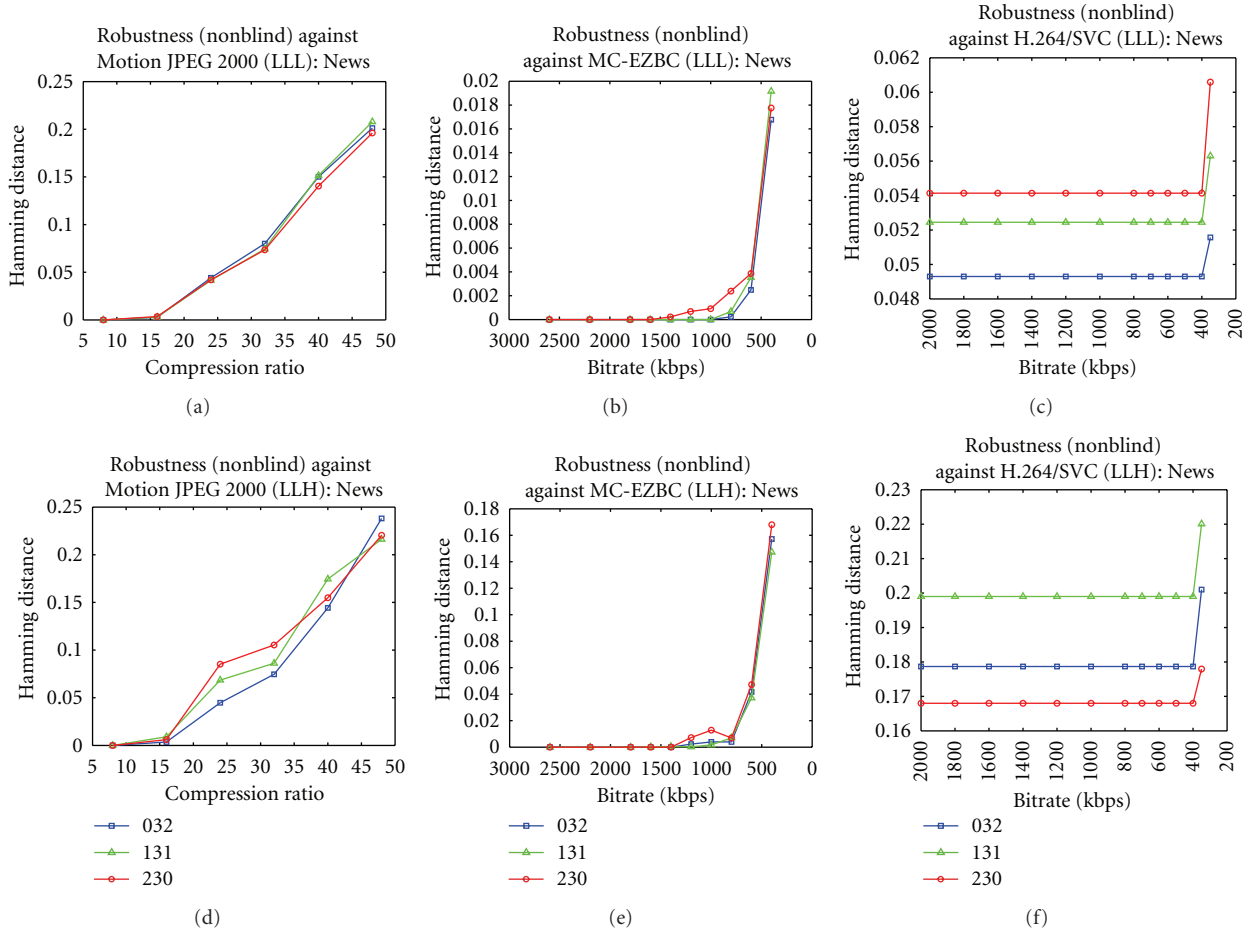 Robustness (nonblind) against
Motion JPEG 2000 (LLL): News
0.25
0.2
0.15
0.1
0.05
0
Hamming distance
5 10 15 20 25 30 35 40 45 50
Compression ratio
(a)
Robustness (nonblind)
against MC-EZBC (LLL): News
0.02
0.018
0.016
0.014
0.012
0.01
0.008
0.006
0.004
0.002
0
Hamming distance
3000 2500 2000 1500 1000 500 0
Bitrate (kbps)
(b)
Robustness (nonblind)
against H.264/SVC (LLL): News
0.062
0.06
0.058
0.056
0.054
0.052
0.05
0.048
Hamming distance
2000 1800 1600 1400 1200 1000 800 600 400 200
Bitrate (kbps)
(c)
Robustness (nonblind) against
Motion JPEG 2000 (LLH): News
0.25
0.2
0.15
0.1
0.05
0
Hamming distance
5 10 15 20 25 30 35 40 45 50
Compression ratio
032
131
230
(d)
Robustness (nonblind)
against MC-EZBC (LLH): News
0.18
0.16
0.14
0.12
0.1
0.08
0.06
0.04
0.02
0
Hamming distance
3000 2500 2000 1500 1000 500 0
Bitrate (kbps)
032
131
230
(e)
Robustness (nonblind)
against H.264/SVC (LLH): News
0.23
0.22
0.21
0.2
0.19
0.18
0.17
0.16
Hamming distance
2000 1800 1600 1400 1200 1000 800 600 400 200
Bitrate (kbps)
032
131
230
(f)